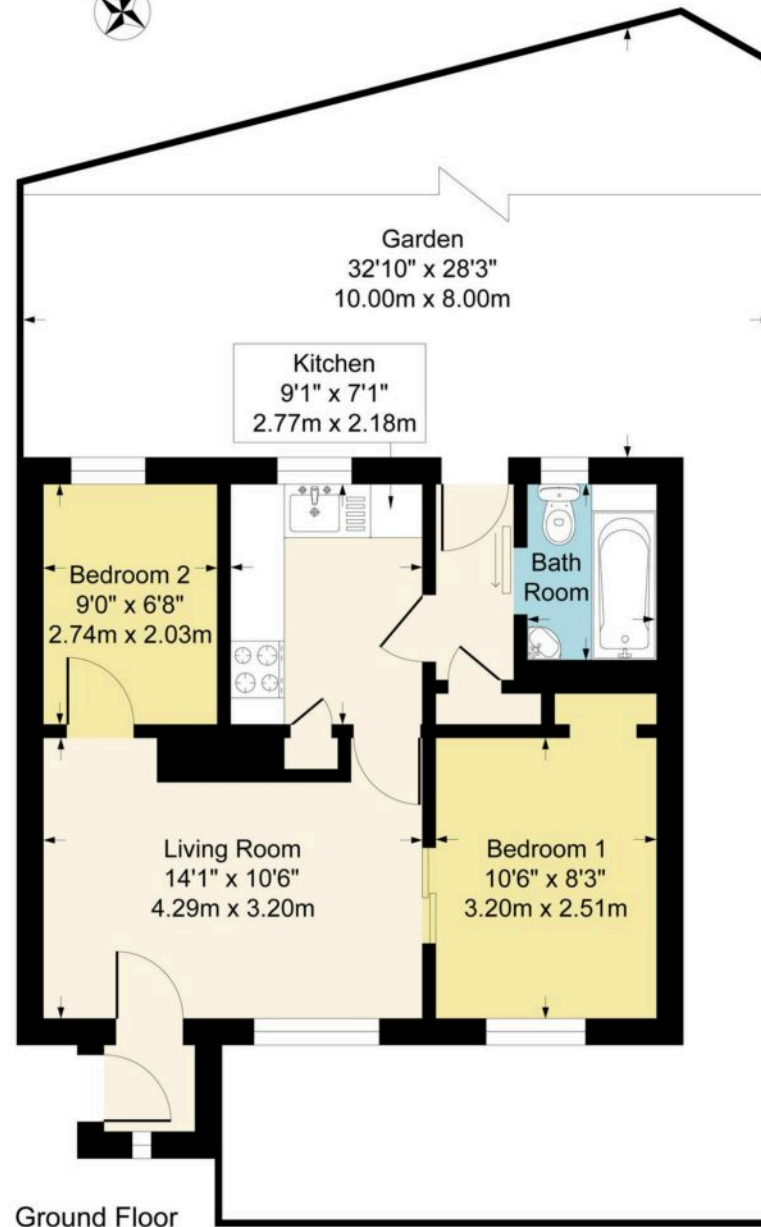 Garden
32'10" x 28'3"
10.00m x 8.00m
Kitchen
9'1" x 7'1"
2.77m x 2.18m
Bedroom 2
9'0" x 6'8"
2.74m x 2.03m
Bath
Room
Living Room
14'1" x 10'6"
4.29m x 3.20m
Bedroom 1
10'6" x 8'3"
3.20m x 2.51m
Ground Floor